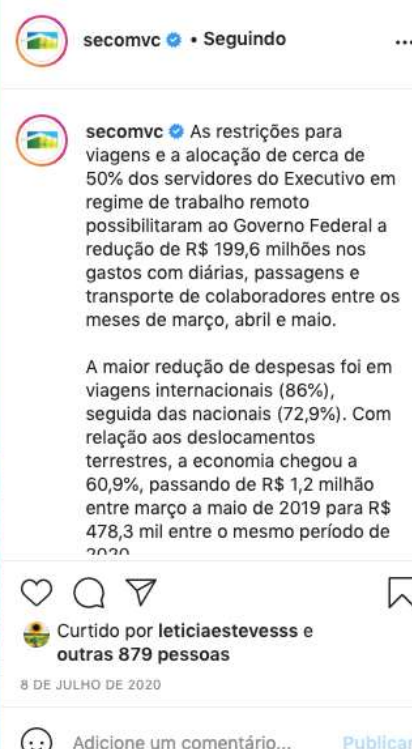 secomvc • Seguindo
secomvc As restrições para
viagens e a alocação de cerca de
50% dos servidores do Executivo em
regime de trabalho remoto
possibilitaram ao Governo Federal a
redução de R$ 199,6 milhões nos
gastos com diárias, passagens e
transporte de colaboradores entre os
meses de março, abril e maio.
A maior redução de despesas foi em
viagens internacionais (86%),
seguida das nacionais (72,9%). Com
relação aos deslocamentos
terrestres, a economia chegou a
60,9%, passando de R$ 1,2 milhão
entre março a maio de 2019 para R$
478,3 mil entre o mesmo período de
2020
Curtido por leticiaestevesss e
outras 879 pessoas
8 DE JULHO DE 2020
Adicione um comentário... Publicar